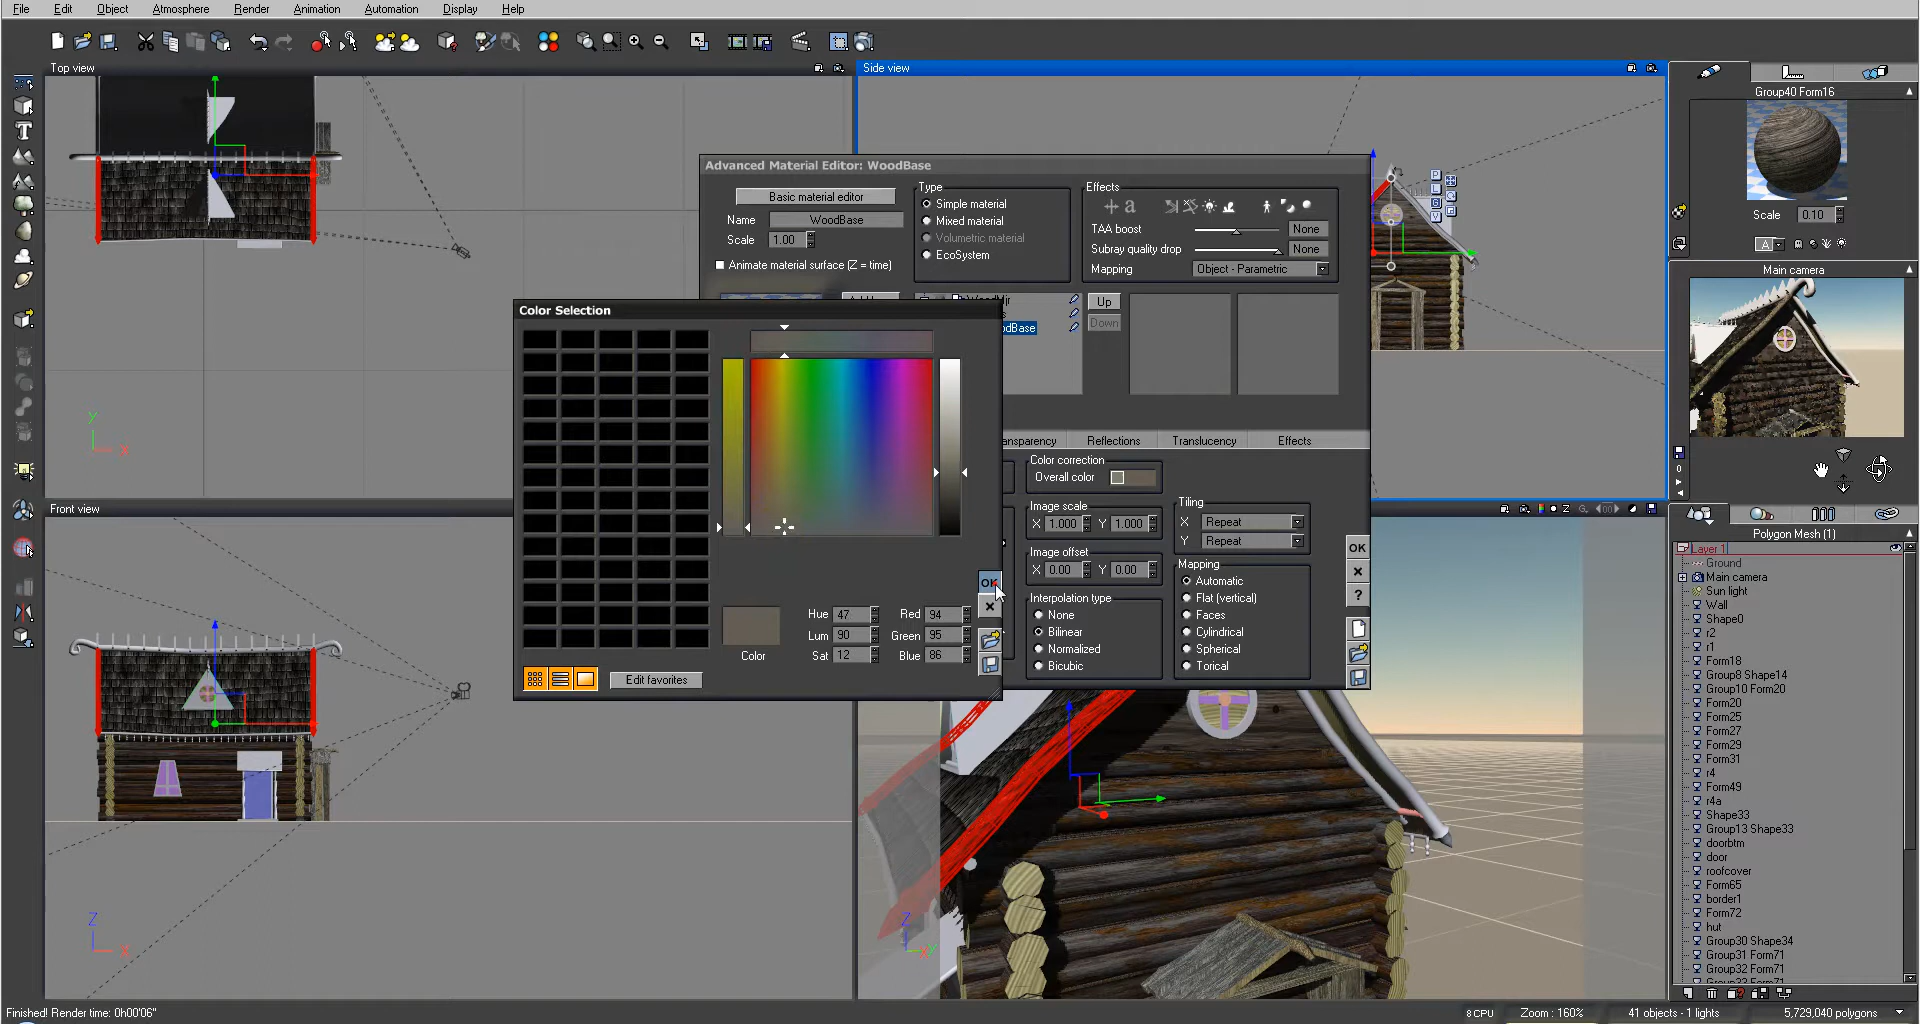 File Edit Object Atmosphere Render Animation Automation Display Help
Top view
Side view
Group40 Form16
Scale 0.10
A
Main camera
Advanced Material Editor: WoodBase
Basic material editor
Name WoodBase
Scale 1.00
Animate material surface (Z = time)
Type
Simple material
Mixed material
Volumetric material
EcoSystem
Effects
TAA boost None
Subray quality drop None
Mapping Object - Parametric
Up
Down
Color Selection
Hue 47 Red 94
Lum 90 Green 95
Sat 12 Blue 86
Color
Edit favorites
OK
Reflections Translucency Effects
Color correction
Overall color
Image scale
X 1.000 Y 1.000
Image offset
X 0.00 Y 0.00
Interpolation type
None
Bilinear
Normalized
Bicubic
Tiling
X Repeat
Y Repeat
Mapping
Automatic
Flat (vertical)
Faces
Cylindrical
Spherical
Torical
OK
?
Front view
Polygon Mesh (1)
Layer 1
Ground
Main camera
Sun light
Wall
Shape0
r2
r1
Form18
Group8 Shape14
Group10 Form20
Form20
Form25
Form27
Form29
Form31
r4
Form49
r4a
Shape33
Group13 Shape33
doorbtm
door
roofcover
Form65
border1
Form72
hut
Group30 Shape34
Group31 Form71
Group32 Form71
Finished! Render time: 0h00'06"
8 CPU Zoom : 160% 41 objects - 1 lights 5,729,040 polygons